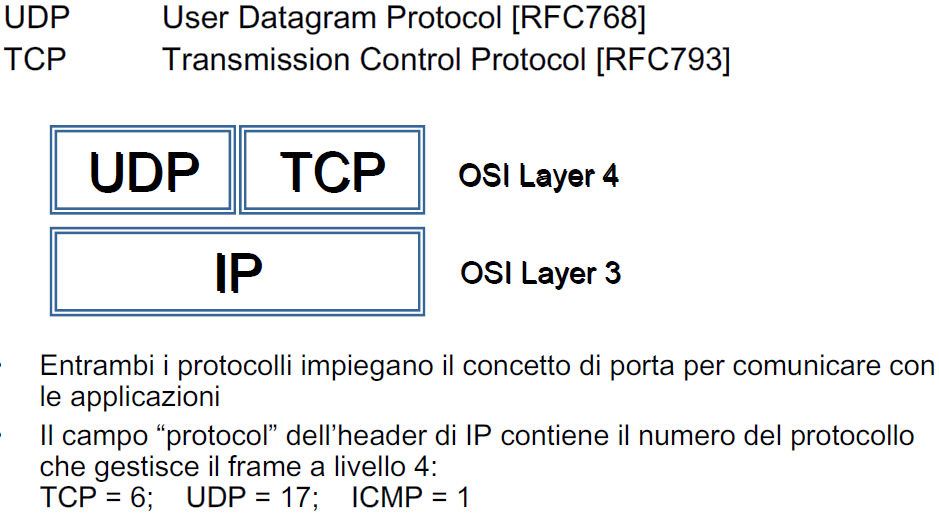 UDP User Datagram Protocol [RFC768]
TCP Transmission Control Protocol [RFC793]
UDP TCP OSI Layer 4
IP OSI Layer 3
• Entrambi i protocolli impiegano il concetto di porta per comunicare con
le applicazioni
• Il campo “protocol” dell’header di IP contiene il numero del protocollo
che gestisce il frame a livello 4:
TCP = 6; UDP = 17; ICMP = 1